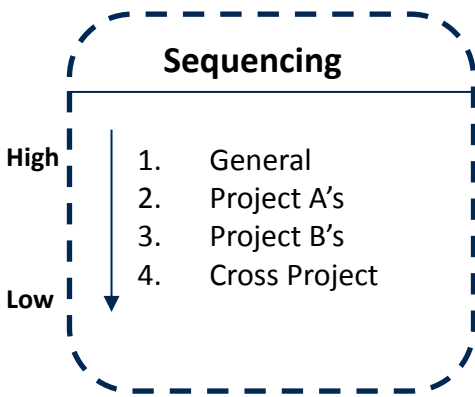 Sequencing
High
1. General
2. Project A’s
3. Project B’s
4. Cross Project
Low